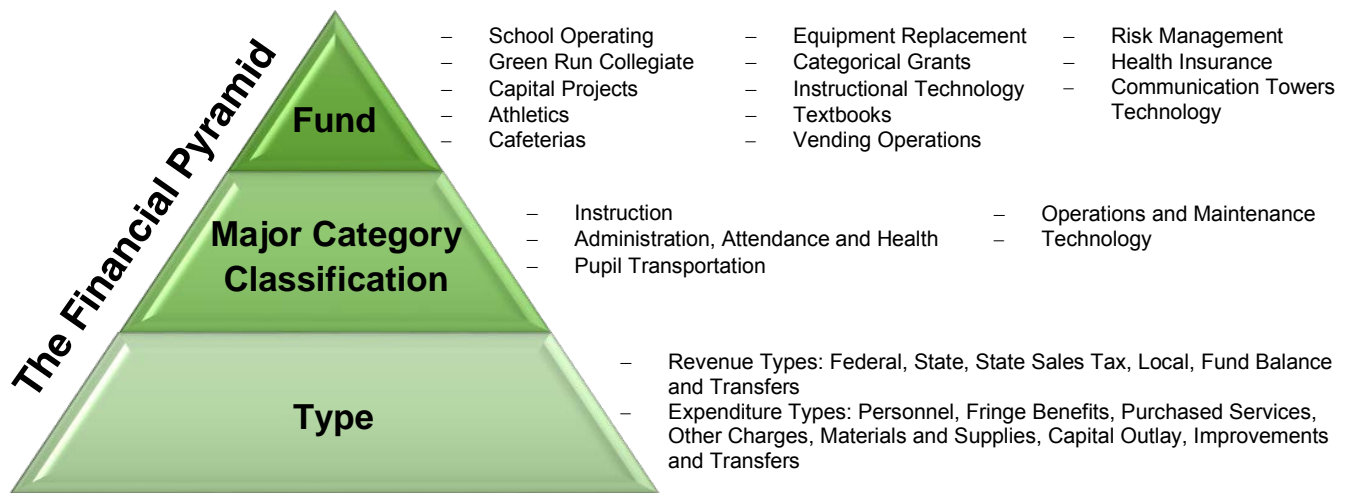 The Financial Pyramid
Fund
– School Operating
– Green Run Collegiate
– Capital Projects
– Athletics
– Cafeterias
– Equipment Replacement
– Categorical Grants
– Instructional Technology
– Textbooks
– Vending Operations
– Risk Management
– Health Insurance
– Communication Towers
Technology
Major Category
Classification
– Instruction
– Administration, Attendance and Health
– Pupil Transportation
– Operations and Maintenance
– Technology
Type
– Revenue Types: Federal, State, State Sales Tax, Local, Fund Balance
and Transfers
– Expenditure Types: Personnel, Fringe Benefits, Purchased Services,
Other Charges, Materials and Supplies, Capital Outlay, Improvements
and Transfers